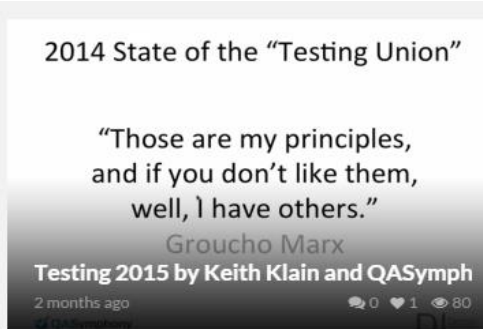 2014 State of the “Testing Union”
“Those are my principles,
and if you don’t like them,
well, I have others.”
Groucho Marx
Testing 2015 by Keith Klain and QASymph
2 months ago 0 1 80
QASymphony